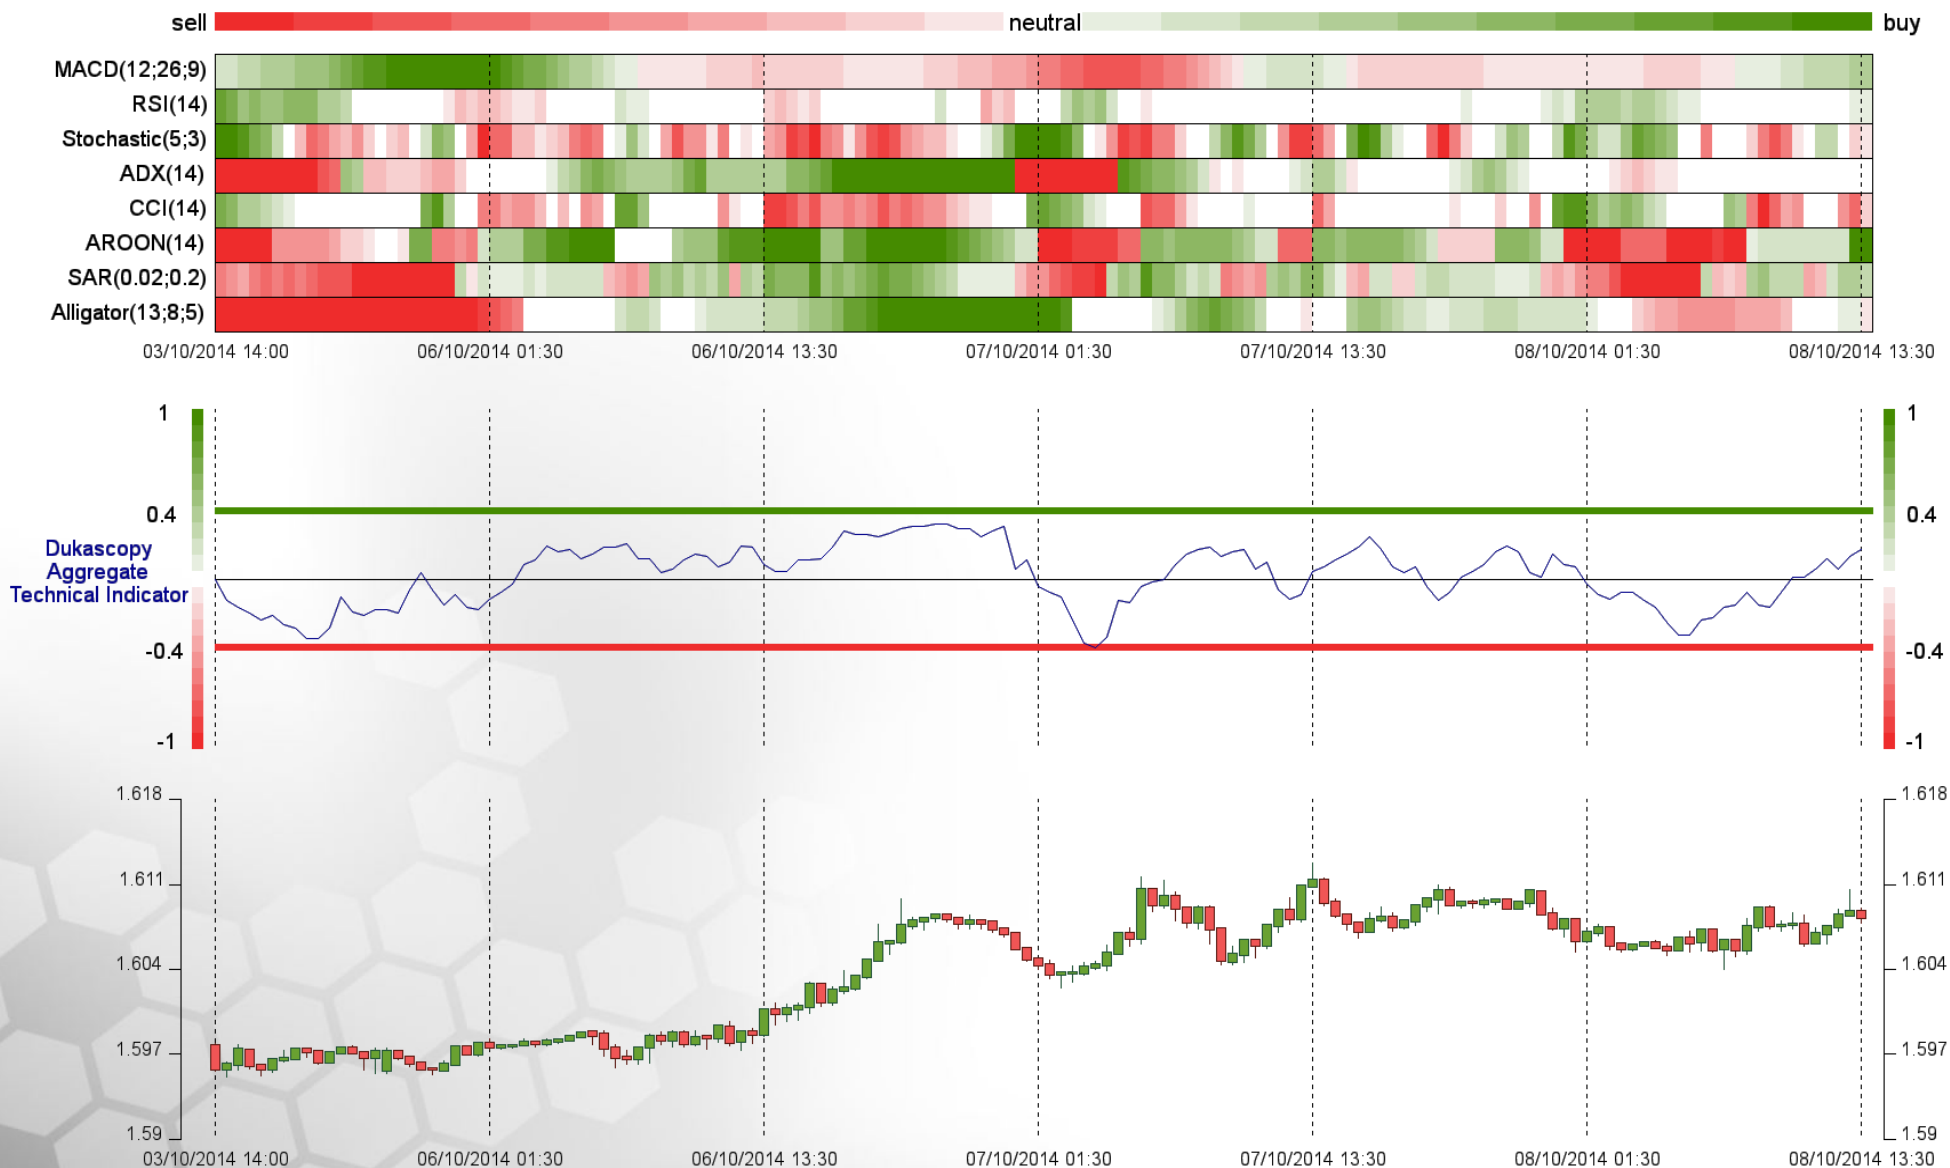 sell neutral buy
MACD(12;26;9)
RSI(14)
Stochastic(5;3)
ADX(14)
CCI(14)
AROON(14)
SAR(0.02;0.2)
Alligator(13;8;5)
03/10/2014 14:00 06/10/2014 01:30 06/10/2014 13:30 07/10/2014 01:30 07/10/2014 13:30 08/10/2014 01:30 08/10/2014 13:30
1 1
0.4 0.4
Dukascopy
Aggregate
Technical Indicator
-0.4 -0.4
-1 -1
1.618 1.618
1.611 1.611
1.604 1.604
1.597 1.597
1.59 1.59
03/10/2014 14:00 06/10/2014 01:30 06/10/2014 13:30 07/10/2014 01:30 07/10/2014 13:30 08/10/2014 01:30 08/10/2014 13:30